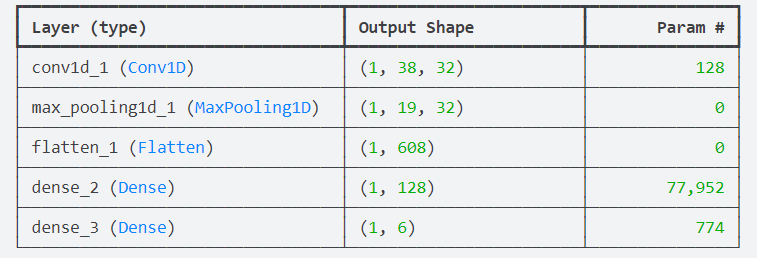 Layer (type) Output Shape Param #
conv1d_1 (Conv1D) (1, 38, 32) 128
max_pooling1d_1 (MaxPooling1D) (1, 19, 32) 0
flatten_1 (Flatten) (1, 608) 0
dense_2 (Dense) (1, 128) 77,952
dense_3 (Dense) (1, 6) 774